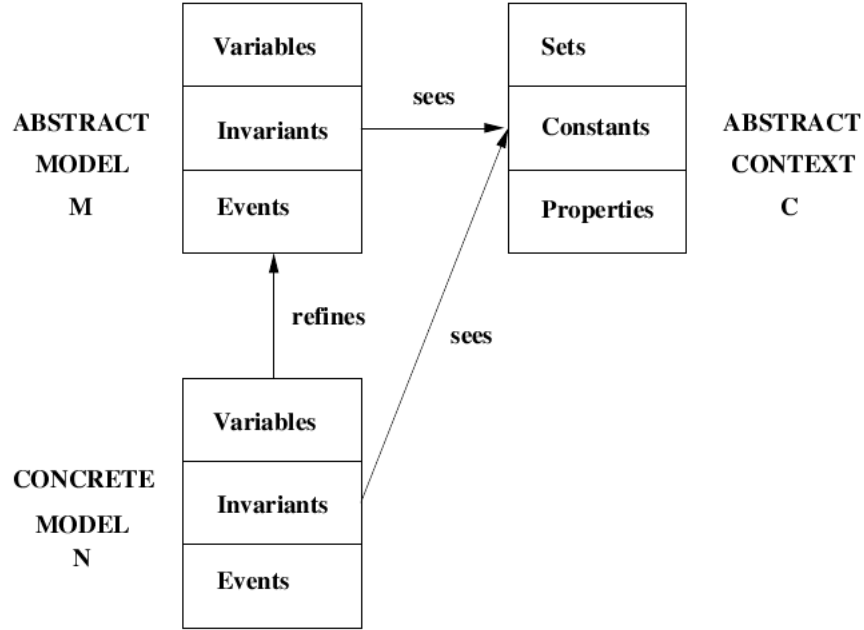 Variables
Invariants
Events
ABSTRACT
MODEL
M
sees
Sets
Constants
Properties
ABSTRACT
CONTEXT
C
refines
sees
Variables
Invariants
Events
CONCRETE
MODEL
N